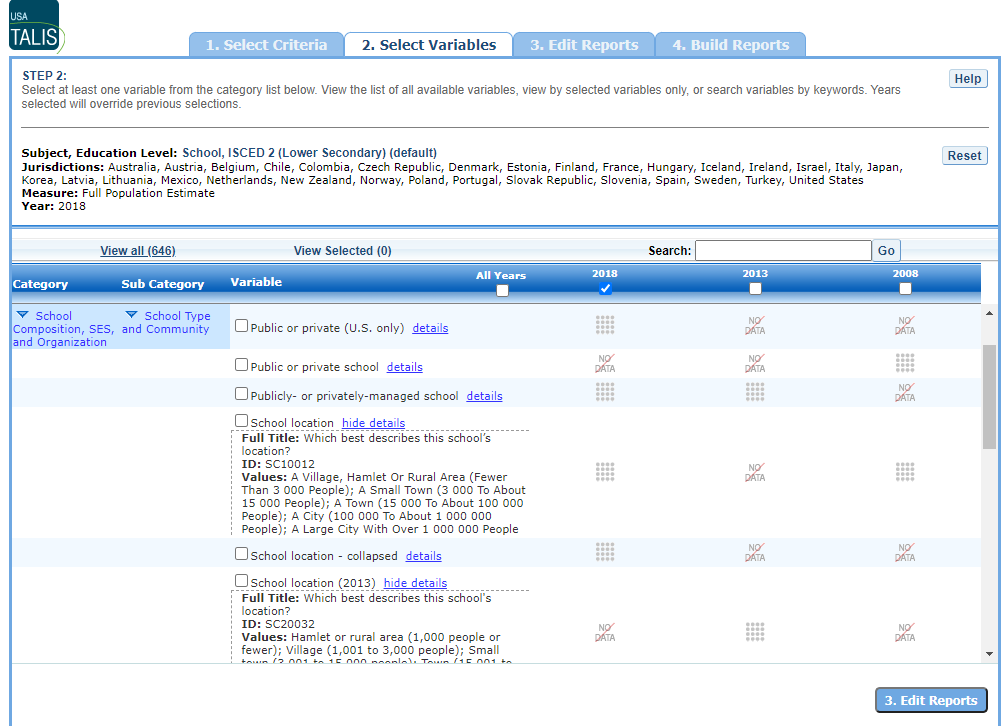 USA
TALIS
1. Select Criteria
2. Select Variables
3. Edit Reports
4. Build Reports
STEP 2:
Help
Select at least one variable from the category list below. View the list of all available variables, view by selected variables only, or search variables by keywords. Years
selected will override previous selections.
Subject, Education Level: School, ISCED 2 (Lower Secondary) (default)
Reset
Jurisdictions: Australia, Austria, Belgium, Chile, Colombia, Czech Republic, Denmark, Estonia, Finland, France, Hungary, Iceland, Ireland, Israel, Italy, Japan,
Korea, Latvia, Lithuania, Mexico, Netherlands, New Zealand, Norway, Poland, Portugal, Slovak Republic, Slovenia, Spain, Sweden, Turkey, United States
Measure: Full Population Estimate
Year: 2018
View all (646) View Selected (0) Search: Go
Category Sub Category Variable All Years 2018 2013 2008
School School Type
Composition, SES, and Community
and Organization
Public or private (U.S. only) details NO DATA NO DATA
Public or private school details NO DATA NO DATA
Publicly- or privately-managed school details NO DATA
School location hide details
Full Title: Which best describes this school's
location?
ID: SC10012
Values: A Village, Hamlet Or Rural Area (Fewer
NO DATA
Than 3 000 People); A Small Town (3 000 To About
15 000 People); A Town (15 000 To About 100 000
People); A City (100 000 To About 1 000 000
People); A Large City With Over 1 000 000 People
School location - collapsed details NO DATA NO DATA
School location (2013) hide details
Full Title: Which best describes this school's
location?
ID: SC20032
NO DATA NO DATA
Values: Hamlet or rural area (1,000 people or
fewer); Village (1,001 to 3,000 people); Small
town (3,001 to 15,000 people); Town (15,001 to
3. Edit Reports